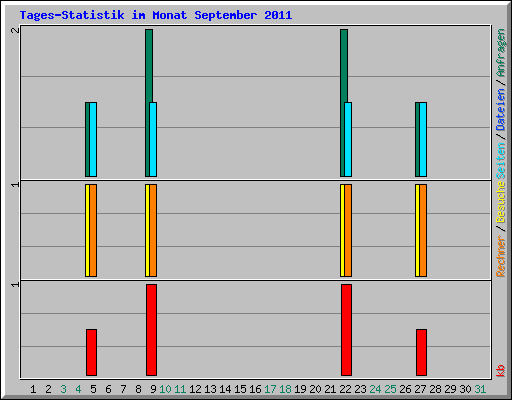 Tages-Statistik im Monat September 2011
2
1
1
Rechner / Besuche Seiten / Dateien / Anfragen
kb
1 2 3 4 5 6 7 8 9 10 11 12 13 14 15 16 17 18 19 20 21 22 23 24 25 26 27 28 29 30 31